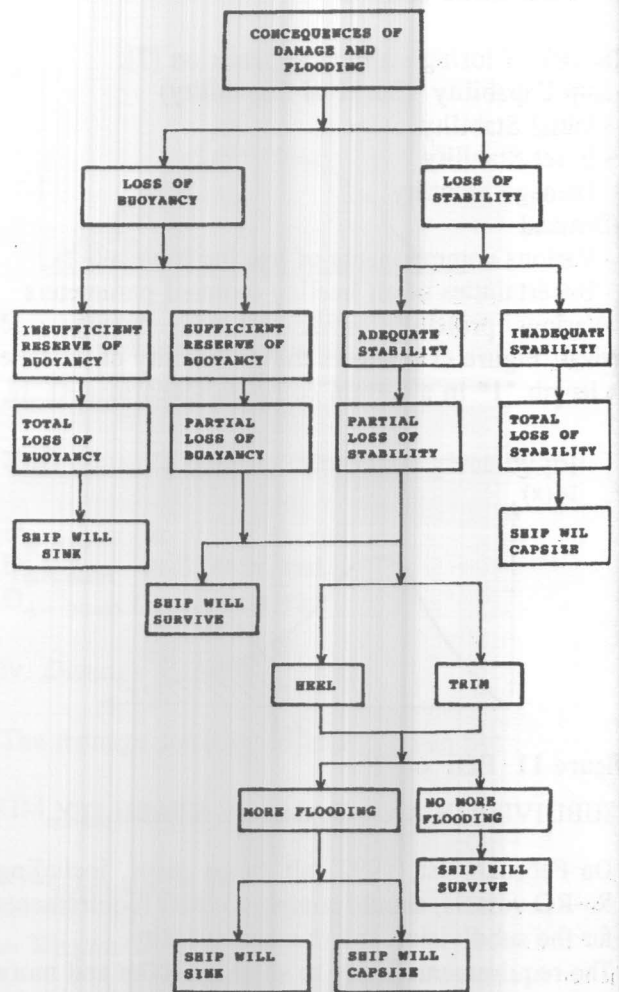 CONCEQUENCES OF
DAMAGE AND
FLOODING
LOSS OF
BUOYANCY
LOSS OF
STABILITY
INSUFFICIENT
RESERVE OF
BUOYANCY
SUFFICIENT
RESERVE OF
BUOYANCY
ADEQUATE
STABILITY
INADEQUATE
STABILITY
TOTAL
LOSS OF
BUOYANCY
PARTIAL
LOSS OF
BUAYANCY
PARTIAL
LOSS OF
STABILITY
TOTAL
LOSS OF
STABILITY
SHIP WILL
SINK
SHIP WIL
CAPSIZE
SHIP WILL
SURVIVE
HEEL
TRIM
MORE FLOODING
NO MORE
FLOODING
SHIP WILL
SURVIVE
SHIP WILL
SINK
SHIP WILL
CAPSIZE